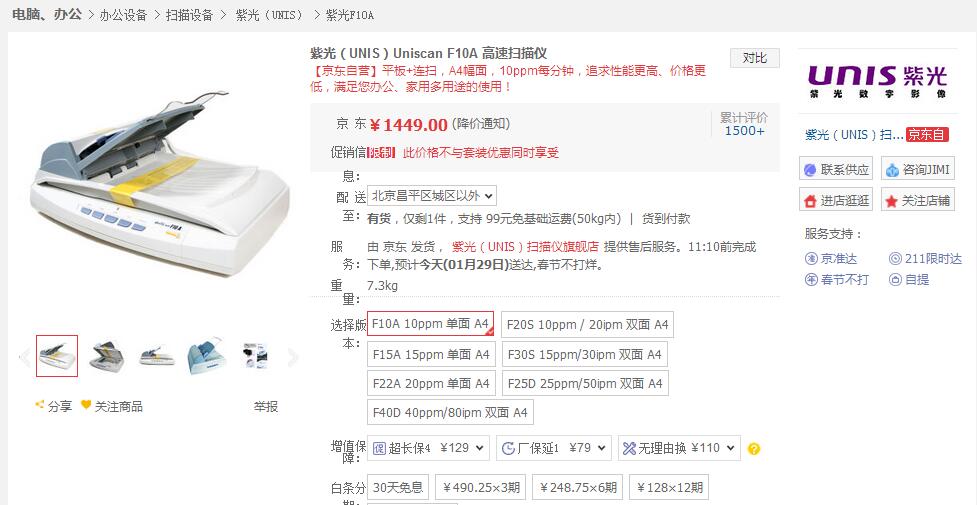 电脑、办公 > 办公设备 > 扫描设备 > 紫光（UNIS） > 紫光F10A
紫光（UNIS）Uniscan F10A 高速扫描仪
对比
【京东自营】平板+连扫，A4幅面，10ppm每分钟，追求性能更高、价格更
低，满足您办公、家用多用途的使用！
京 东 ￥1449.00 (降价通知)
累计评价
1500+
促销信 限制 此价格不与套装优惠同时享受
息：
配 送 北京昌平区城区以外
至： 有货，仅剩1件，支持 99元免基础运费(50kg内) | 货到付款
服 由 京东 发货， 紫光（UNIS）扫描仪旗舰店 提供售后服务。11:10前完成
务： 下单,预计今天(01月29日)送达,春节不打烊。
重 7.3kg
量：
选择版 F10A 10ppm 单面 A4 F20S 10ppm / 20ipm 双面 A4
本： F15A 15ppm 单面 A4 F30S 15ppm/30ipm 双面 A4
F22A 20ppm 单面 A4 F25D 25ppm/50ipm 双面 A4
F40D 40ppm/80ipm 双面 A4
增值保 保 超长保4 ￥129 厂保延1 ￥79 无理由换 ￥110 ?
障：
白条分 30天免息 ￥490.25×3期 ￥248.75×6期 ￥128×12期
分享 关注商品 举报
UNIS 紫光
紫光数字影像
紫光（UNIS）扫... 京东自
联系供应 咨询JIMI
进店逛逛 关注店铺
服务支持：
京准达 211限时达
春节不打 自提